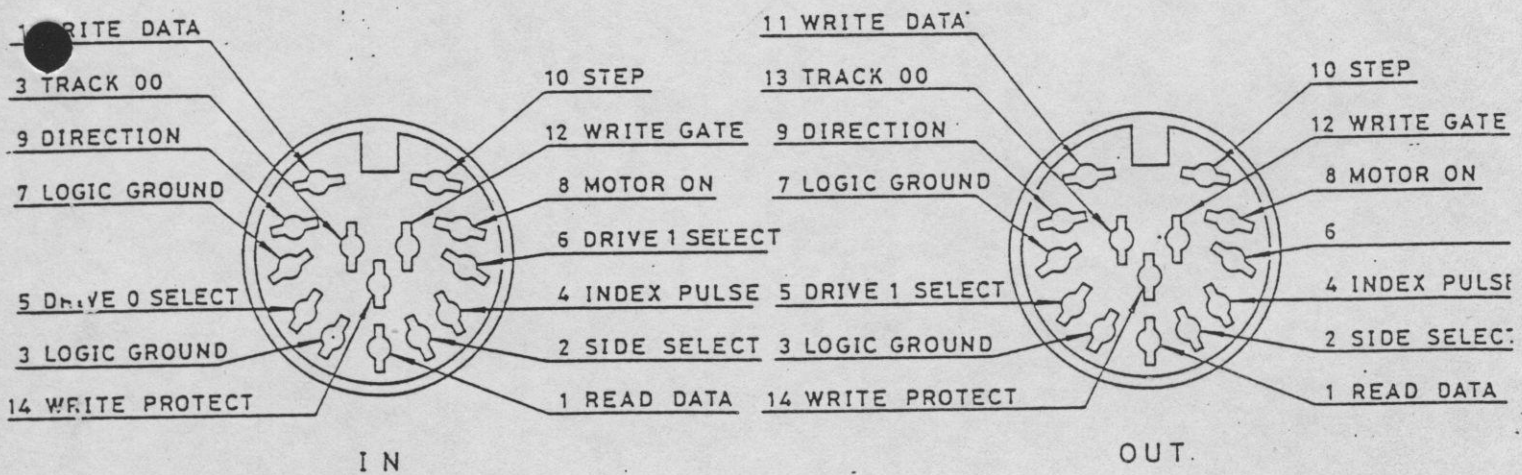 WRITE DATA
3 TRACK 00
9 DIRECTION
7 LOGIC GROUND
5 DRIVE 0 SELECT
3 LOGIC GROUND
14 WRITE PROTECT
10 STEP
12 WRITE GATE
8 MOTOR ON
6 DRIVE 1 SELECT
4 INDEX PULSE
2 SIDE SELECT
1 READ DATA
IN
11 WRITE DATA
13 TRACK 00
9 DIRECTION
7 LOGIC GROUND
5 DRIVE 1 SELECT
3 LOGIC GROUND
14 WRITE PROTECT
10 STEP
12 WRITE GATE
8 MOTOR ON
6
4 INDEX PULSE
2 SIDE SELECT
1 READ DATA
OUT.